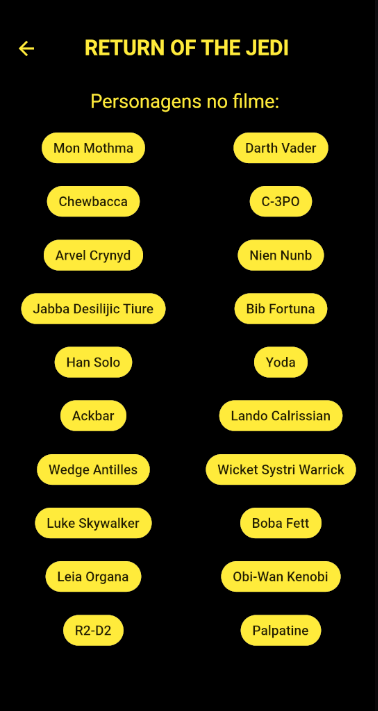 RETURN OF THE JEDI
Personagens no filme:
Mon Mothma
Darth Vader
Chewbacca
C-3PO
Arvel Crynyd
Nien Nunb
Jabba Desilijic Tiure
Bib Fortuna
Han Solo
Yoda
Ackbar
Lando Calrissian
Wedge Antilles
Wicket Systri Warrick
Luke Skywalker
Boba Fett
Leia Organa
Obi-Wan Kenobi
R2-D2
Palpatine